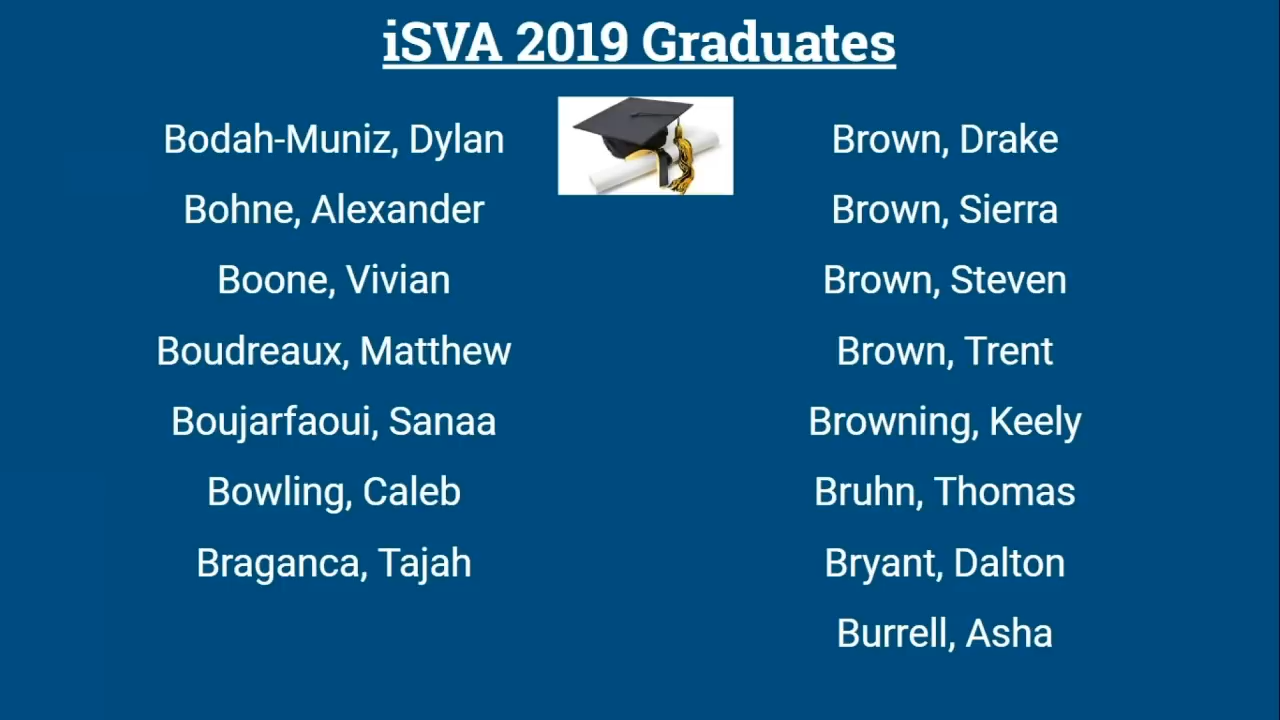 iSVA 2019 Graduates
Bodah-Muniz, Dylan
Bohne, Alexander
Boone, Vivian
Boudreaux, Matthew
Boujarfaoui, Sanaa
Bowling, Caleb
Braganca, Tajah
Brown, Drake
Brown, Sierra
Brown, Steven
Brown, Trent
Browning, Keely
Bruhn, Thomas
Bryant, Dalton
Burrell, Asha